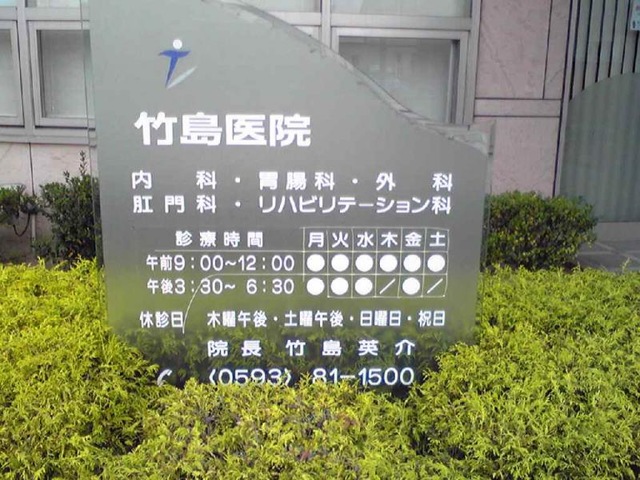 竹島医院
内科・胃腸科・外科
肛門科・リハビリテーション科
診療時間 月火水木金土
午前9:00~12:00 ●●●●●●
午後3:30~6:30 ●●●/●/
休診日 木曜午後・土曜午後・日曜日・祝日
院長 竹島英介
(0593) 81-1500